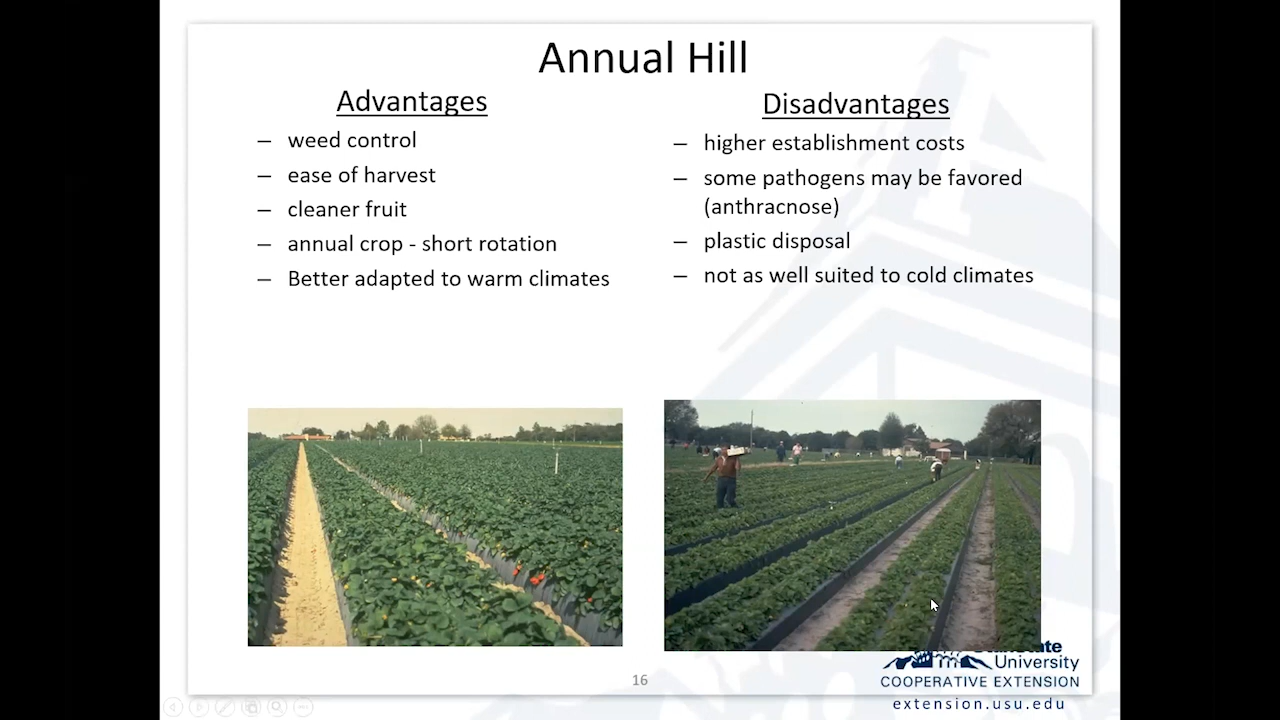 Annual Hill
Advantages
– weed control
– ease of harvest
– cleaner fruit
– annual crop - short rotation
– Better adapted to warm climates
Disadvantages
– higher establishment costs
– some pathogens may be favored
(anthracnose)
– plastic disposal
– not as well suited to cold climates
16
University
COOPERATIVE EXTENSION
extension.usu.edu